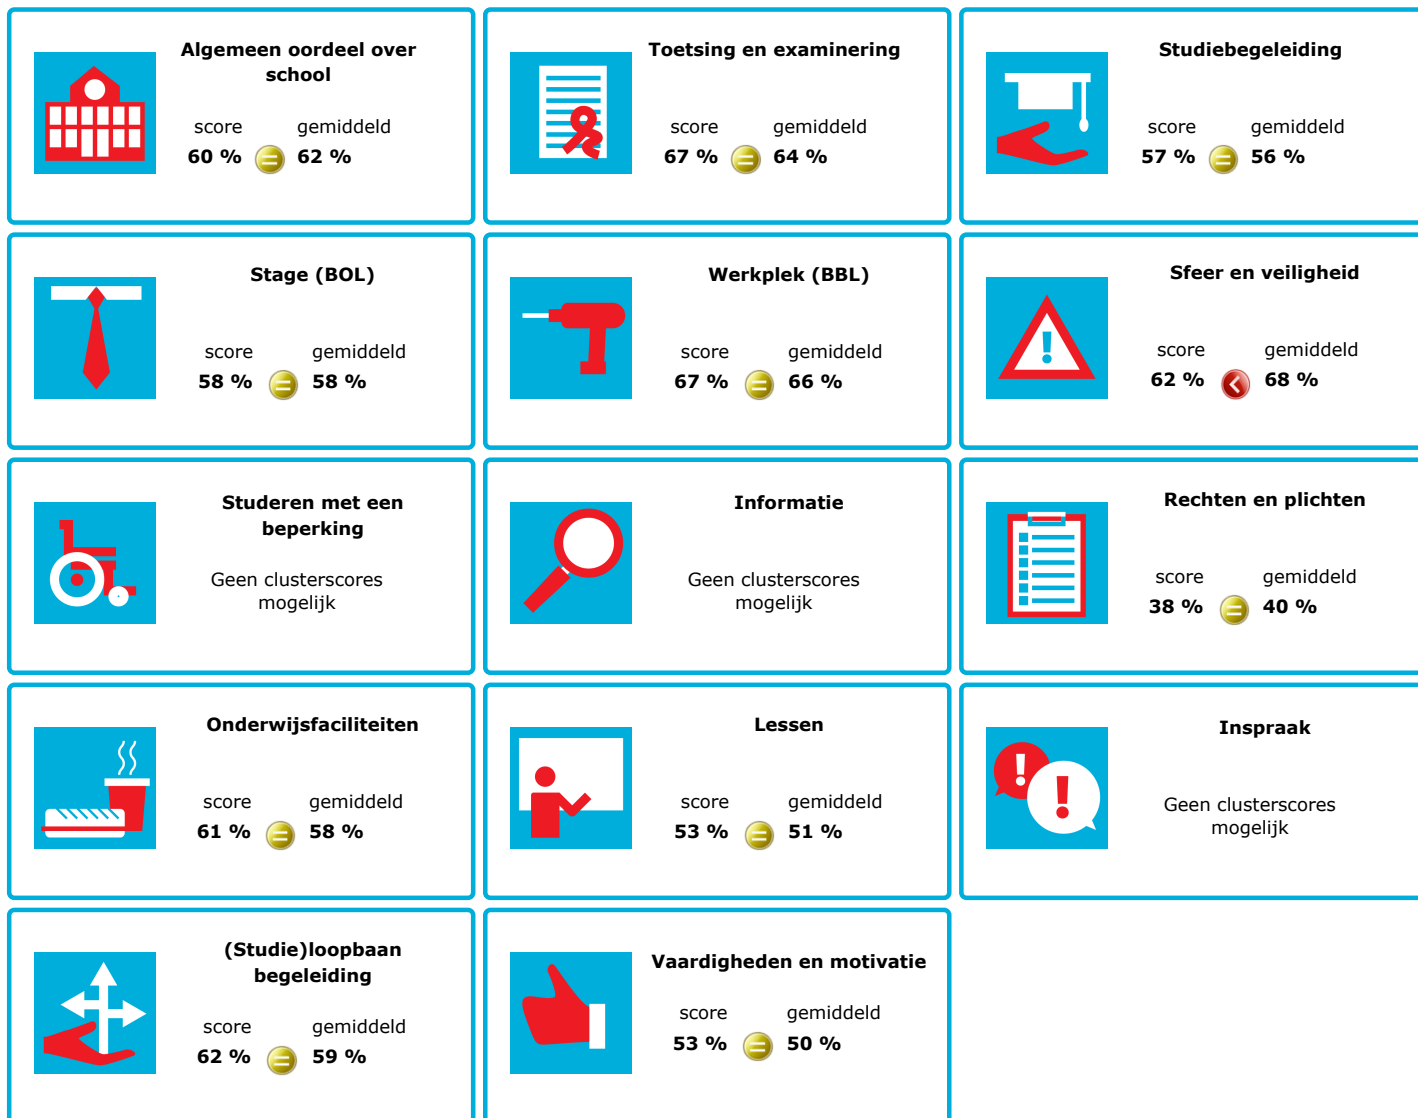 Algemeen oordeel over
school
score gemiddeld
60 % 62 %
Toetsing en examinering
score gemiddeld
67 % 64 %
Studiebegeleiding
score gemiddeld
57 % 56 %
Stage (BOL)
score gemiddeld
58 % 58 %
Werkplek (BBL)
score gemiddeld
67 % 66 %
Sfeer en veiligheid
score gemiddeld
62 % 68 %
Studeren met een
beperking
Geen clusterscores
mogelijk
Informatie
Geen clusterscores
mogelijk
Rechten en plichten
score gemiddeld
38 % 40 %
Onderwijsfaciliteiten
score gemiddeld
61 % 58 %
Lessen
score gemiddeld
53 % 51 %
Inspraak
Geen clusterscores
mogelijk
(Studie)loopbaan
begeleiding
score gemiddeld
62 % 59 %
Vaardigheden en motivatie
score gemiddeld
53 % 50 %